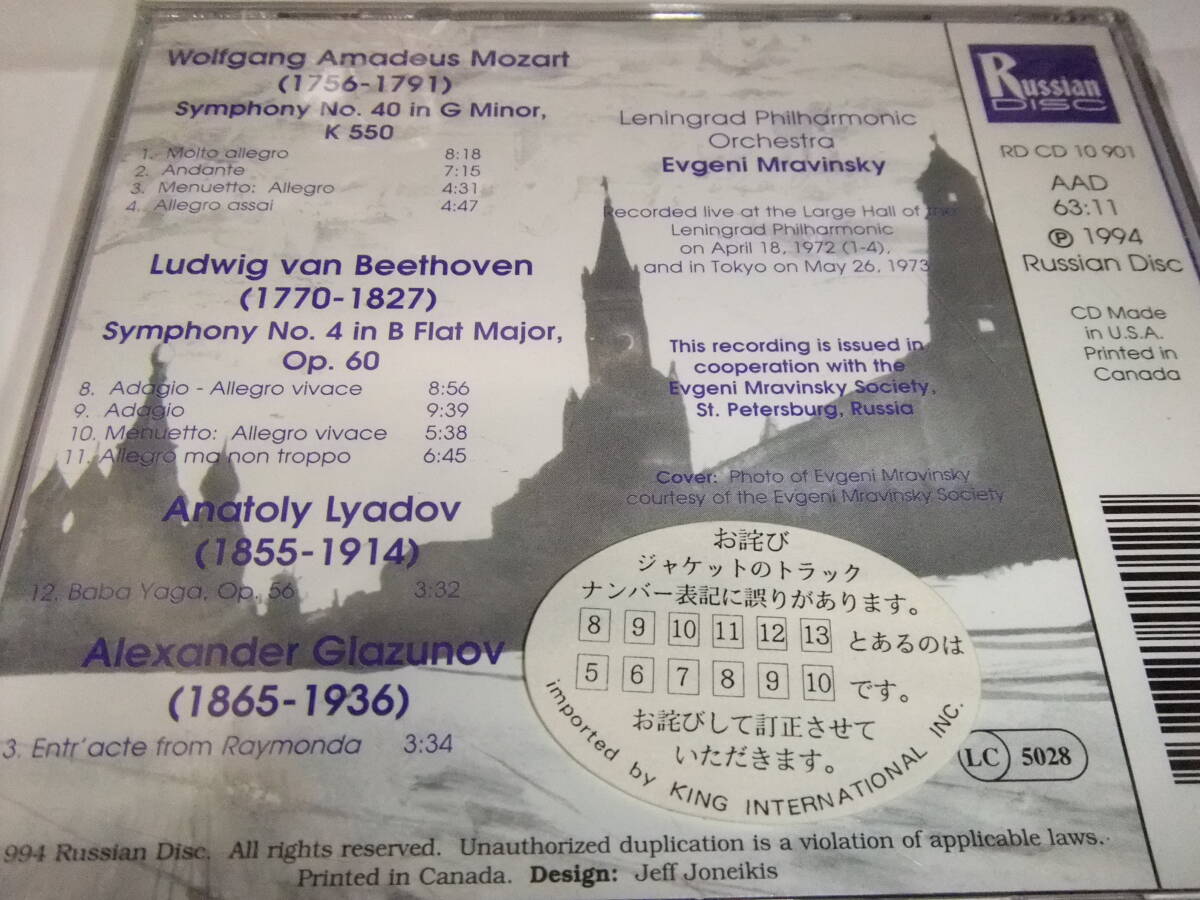 Wolfgang Amadeus Mozart
(1756-1791)
Symphony No. 40 in G Minor,
K 550
1. Molto allegro 8:18
2. Andante 7:15
3. Menuetto: Allegro 4:31
4. Allegro assai 4:47
Ludwig van Beethoven
(1770-1827)
Symphony No. 4 in B Flat Major,
Op. 60
8. Adagio - Allegro vivace 8:56
9. Adagio 9:39
10. Menuetto: Allegro vivace 5:38
11. Allegro ma non troppo 6:45
Anatoly Lyadov
(1855-1914)
12. Baba Yaga, Op. 56 3:32
Alexander Glazunov
(1865-1936)
3. Entr'acte from Raymonda 3:34
Leningrad Philharmonic
Orchestra
Evgeni Mravinsky
Recorded live at the Large Hall of the
Leningrad Philharmonic
on April 18, 1972 (1-4),
and in Tokyo on May 26, 1973
This recording is issued in
cooperation with the
Evgeni Mravinsky Society,
St. Petersburg, Russia
Cover: Photo of Evgeni Mravinsky
courtesy of the Evgeni Mravinsky Society
Russian
DISC
RD CD 10 901
AAD
63:11
℗ 1994
Russian Disc
CD Made
in U.S.A.
Printed in
Canada
お詫び
ジャケットのトラック
ナンバー表記に誤りがあります。
8 9 10 11 12 13 とあるのは
5 6 7 8 9 10 です。
お詫びして訂正させて
いただきます。
imported by KING INTERNATIONAL INC.
LC 5028
994 Russian Disc. All rights reserved. Unauthorized duplication is a violation of applicable laws.
Printed in Canada. Design: Jeff Joneikis